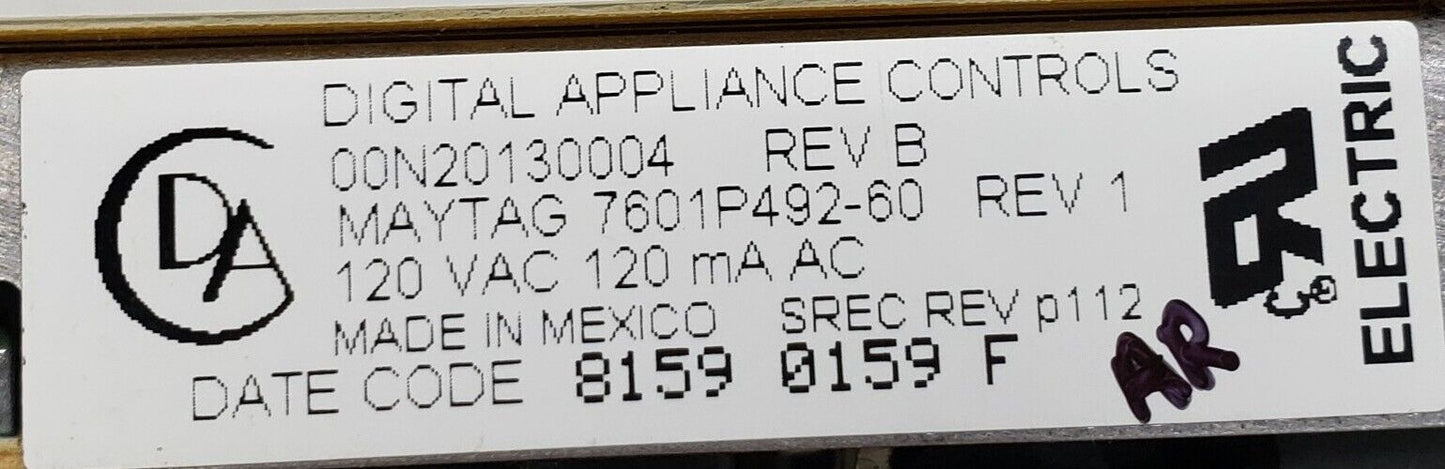 DIGITAL APPLIANCE CONTROLS
00N20130004 REV B
MAYTAG 7601P492-60 REV 1
120 VAC 120 mA AC
MADE IN MEXICO SREC REV p112
DATE CODE 8159 0159 F
DA
AR
ELECTRIC